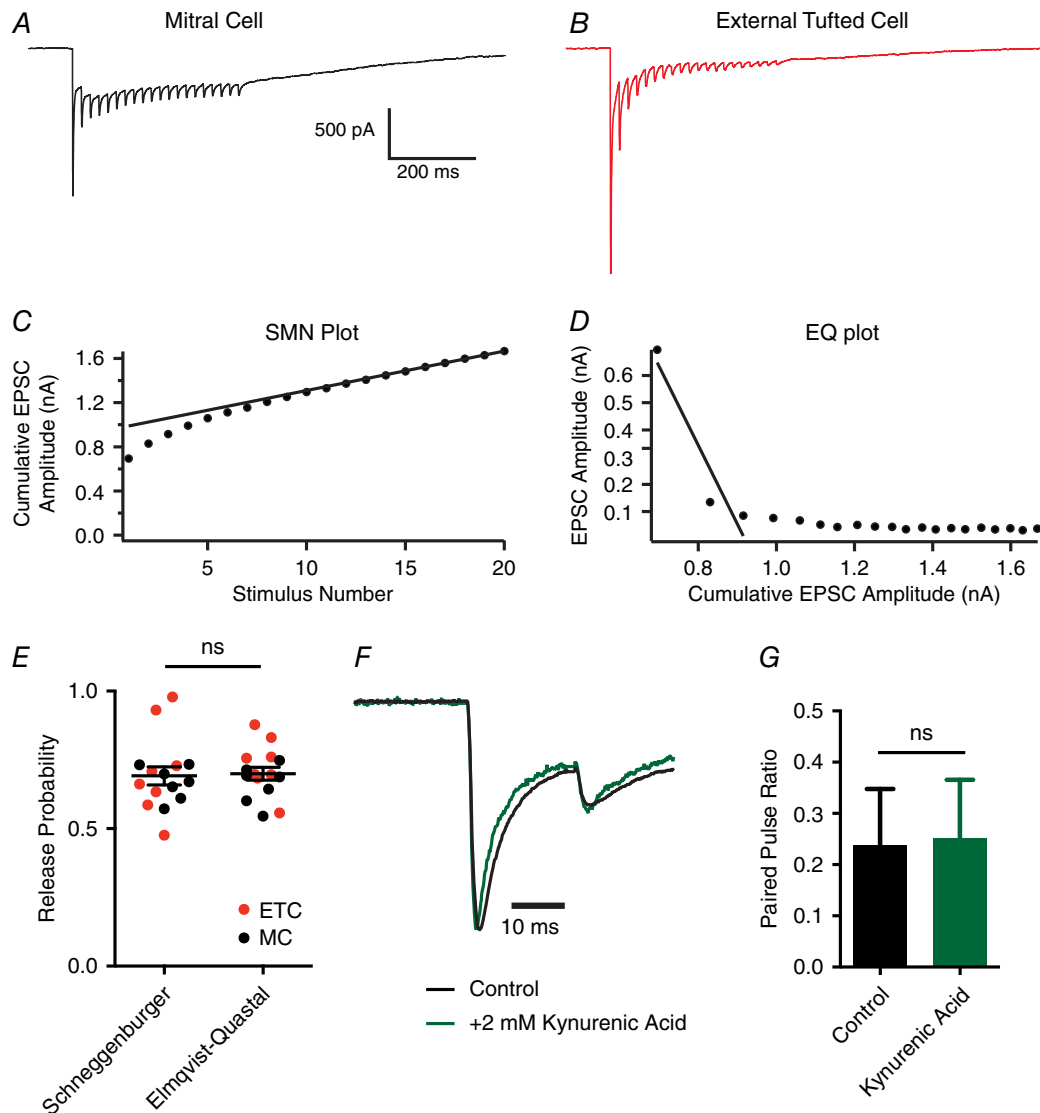 A
Mitral Cell
500 pA
200 ms
B
External Tufted Cell
C
SMN Plot
Cumulative EPSC
Amplitude (nA)
1.6
1.2
0.8
0.4
0.0
5
10
15
20
Stimulus Number
D
EQ plot
EPSC Amplitude (nA)
0.6
0.5
0.4
0.3
0.2
0.1
0.8
1.0
1.2
1.4
1.6
Cumulative EPSC Amplitude (nA)
E
ns
Release Probability
1.0
0.5
0.0
ETC
MC
Schneggenburger
Elmqvist-Quastal
F
10 ms
Control
+2 mM Kynurenic Acid
G
ns
Paired Pulse Ratio
0.5
0.4
0.3
0.2
0.1
0.0
Control
Kynurenic Acid